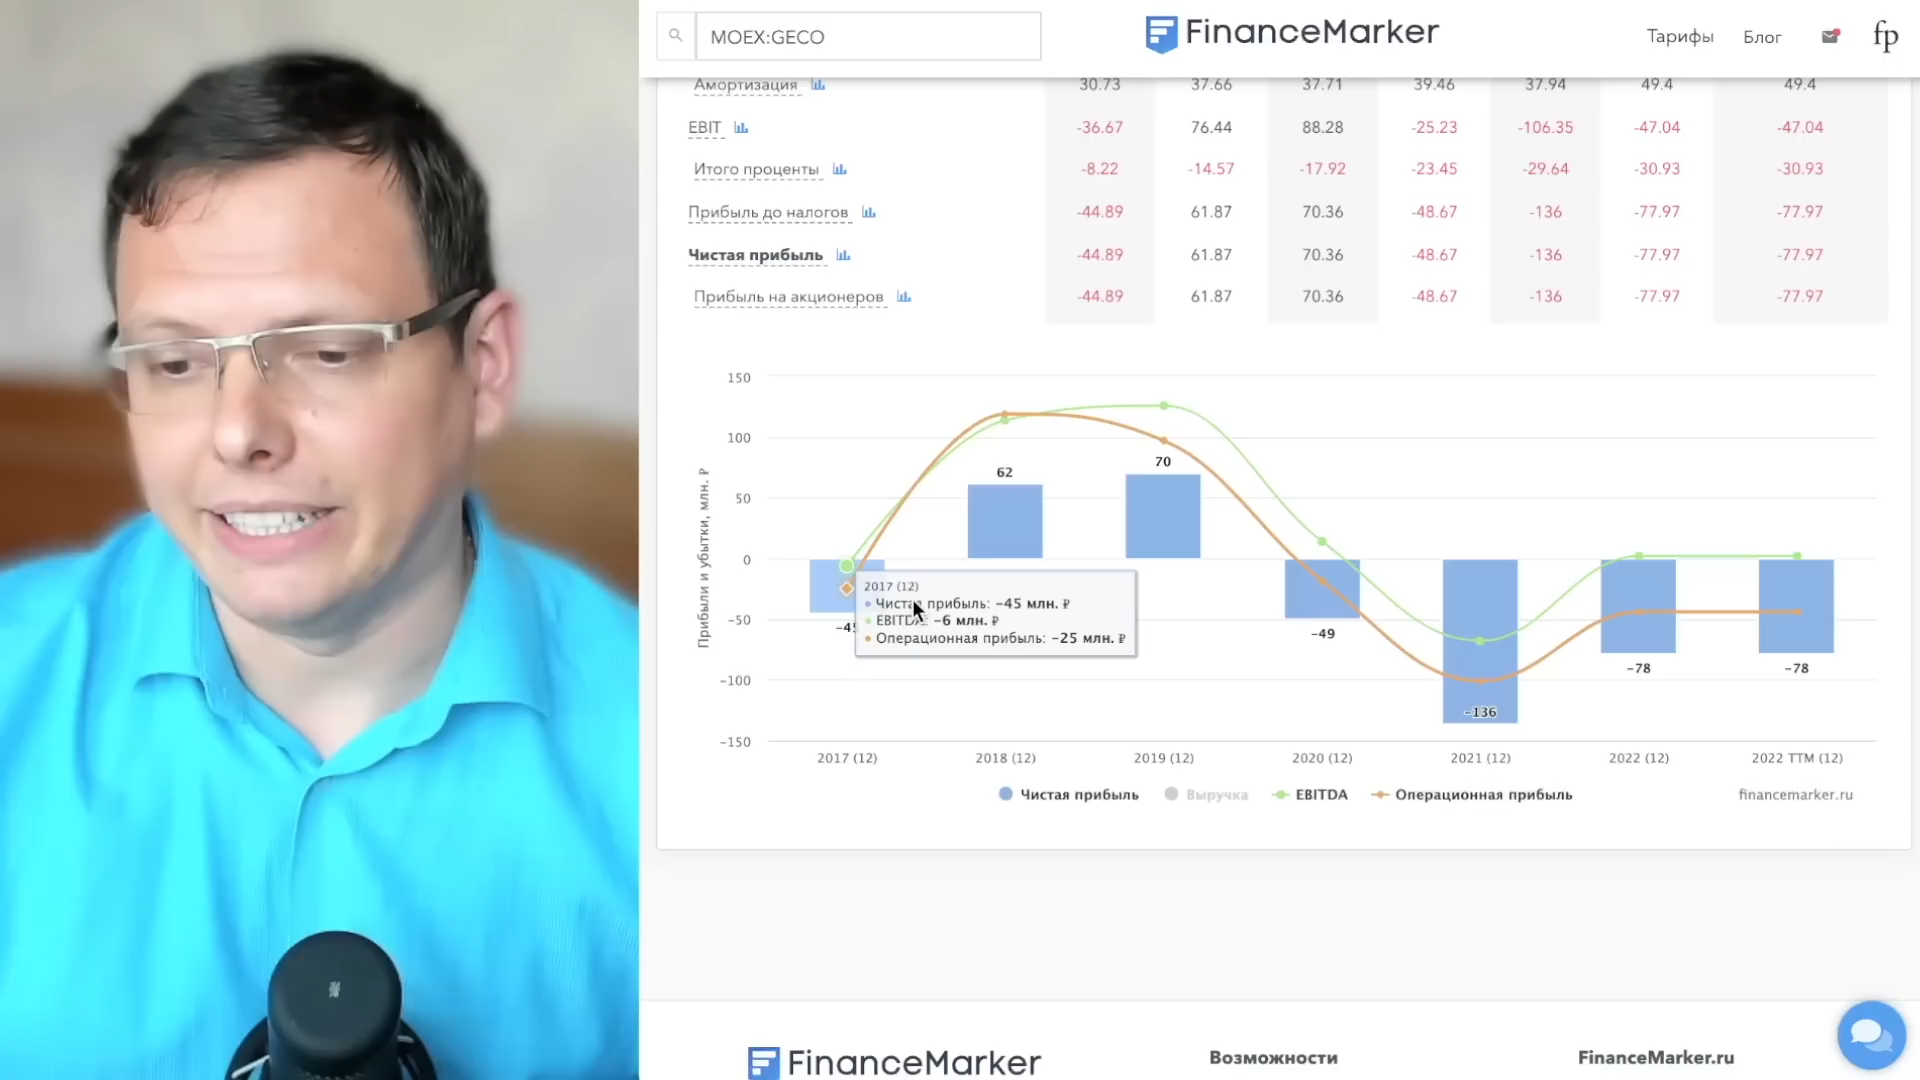 MOEX:GECO
FinanceMarker
Тарифы
Блог
fp
Амортизация 30.73 37.66 37.71 39.46 37.94 49.4 49.4
EBIT -36.67 76.44 88.28 -25.23 -106.35 -47.04 -47.04
Итого проценты -8.22 -14.57 -17.92 -23.45 -29.64 -30.93 -30.93
Прибыль до налогов -44.89 61.87 70.36 -48.67 -136 -77.97 -77.97
Чистая прибыль -44.89 61.87 70.36 -48.67 -136 -77.97 -77.97
Прибыль на акционеров -44.89 61.87 70.36 -48.67 -136 -77.97 -77.97
Прибыли и убытки, млн. ₽
150
100
50
0
-50
-100
-150
62
70
-45
-49
-136
-78
-78
2017 (12)
Чистая прибыль: -45 млн. ₽
EBITDA: -6 млн. ₽
Операционная прибыль: -25 млн. ₽
2017 (12) 2018 (12) 2019 (12) 2020 (12) 2021 (12) 2022 (12) 2022 TTM (12)
Чистая прибыль Выручка EBITDA Операционная прибыль
financemarker.ru
FinanceMarker
Возможности
FinanceMarker.ru